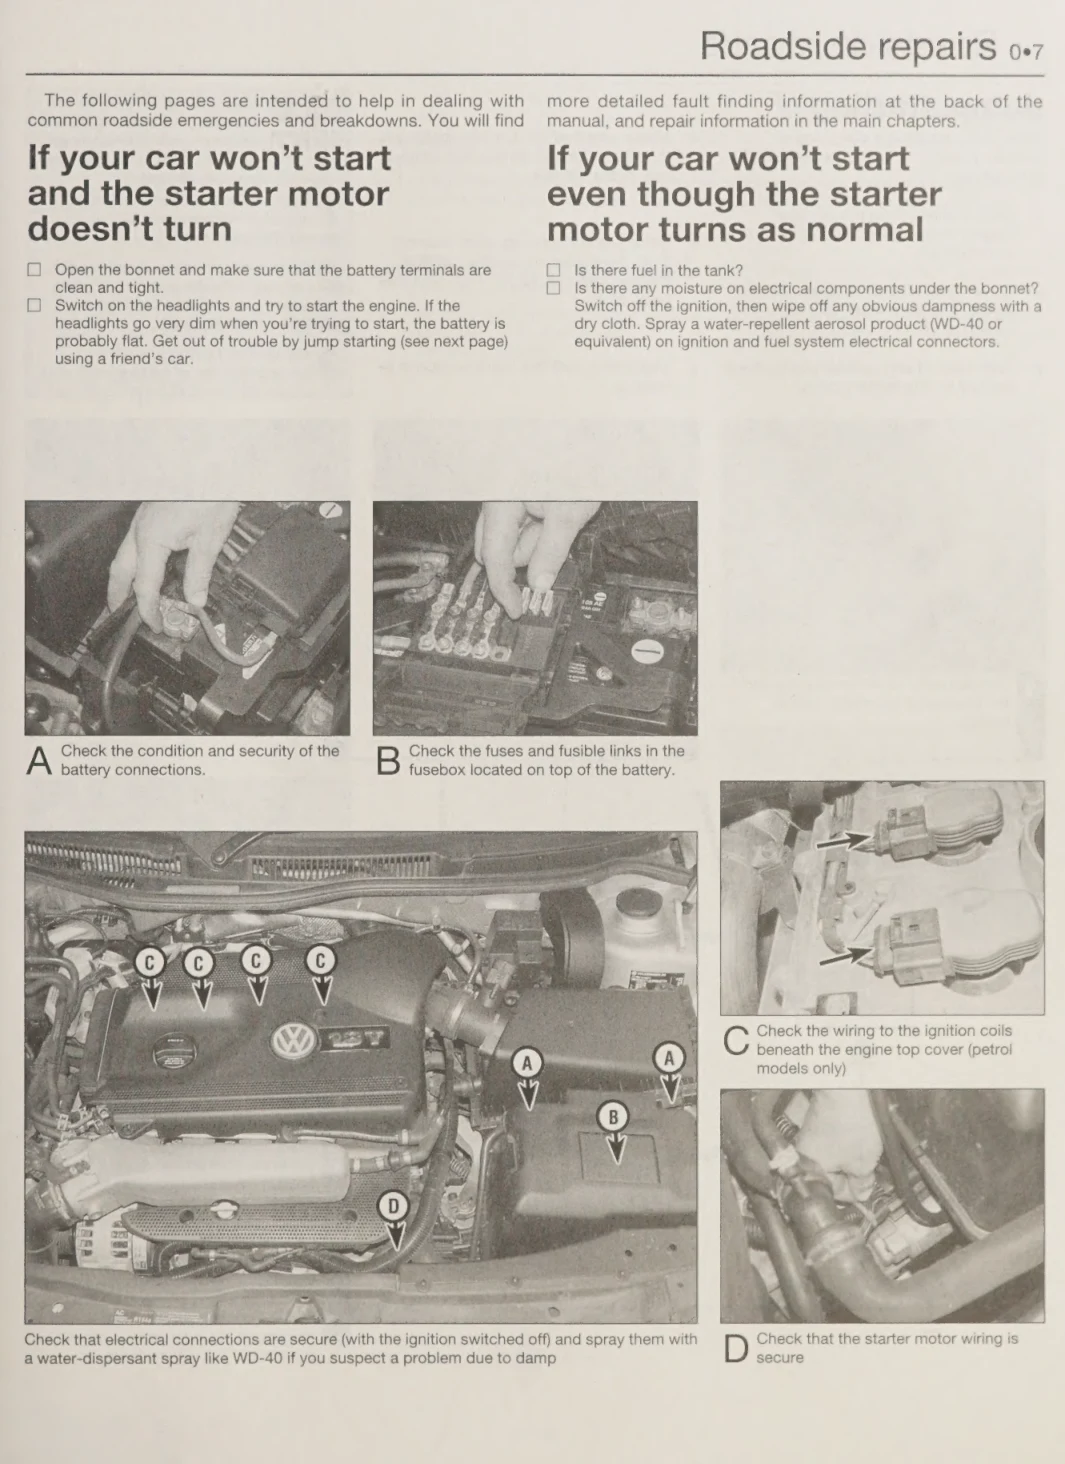 Roadside repairs 0•7
The following pages are intended to help in dealing with
common roadside emergencies and breakdowns. You will find
more detailed fault finding information at the back of the
manual, and repair information in the main chapters.
If your car won't start
and the starter motor
doesn't turn
☐ Open the bonnet and make sure that the battery terminals are
clean and tight.
☐ Switch on the headlights and try to start the engine. If the
headlights go very dim when you're trying to start, the battery is
probably flat. Get out of trouble by jump starting (see next page)
using a friend's car.
If your car won't start
even though the starter
motor turns as normal
☐ Is there fuel in the tank?
☐ Is there any moisture on electrical components under the bonnet?
Switch off the ignition, then wipe off any obvious dampness with a
dry cloth. Spray a water-repellent aerosol product (WD-40 or
equivalent) on ignition and fuel system electrical connectors.
A Check the condition and security of the
battery connections.
B Check the fuses and fusible links in the
fusebox located on top of the battery.
C
C
C
C
1.8T
A
A
B
D
Check that electrical connections are secure (with the ignition switched off) and spray them with
a water-dispersant spray like WD-40 if you suspect a problem due to damp
C Check the wiring to the ignition coils
beneath the engine top cover (petrol
models only)
D Check that the starter motor wiring is
secure